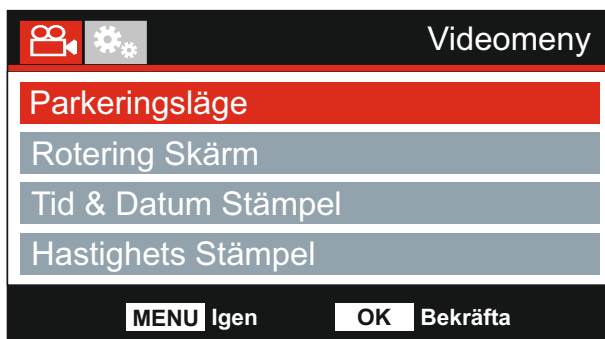 Videomeny
Parkeringsläge
Rotering Skärm
Tid & Datum Stämpel
Hastighets Stämpel
MENU Igen OK Bekräfta